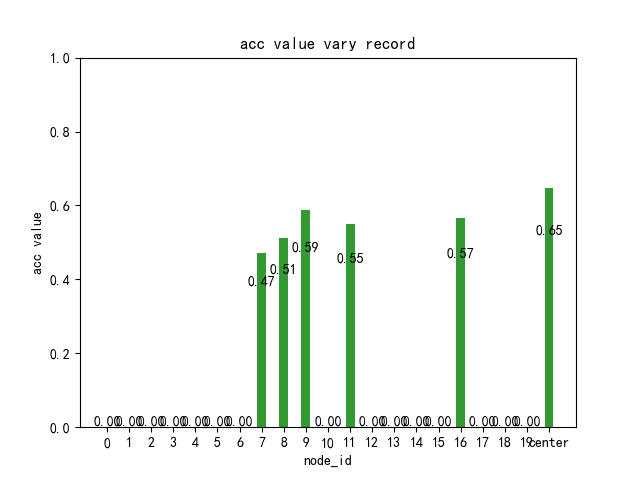 acc value vary record
1.0
0.8
0.6
0.4
0.2
0.0
acc value
0.00 0.00 0.00 0.00 0.00 0.00 0.00 0.47 0.51 0.59 0.00 0.55 0.00 0.00 0.00 0.00 0.57 0.00 0.00 0.00 0.65
0 1 2 3 4 5 6 7 8 9 10 11 12 13 14 15 16 17 18 19 center
node_id